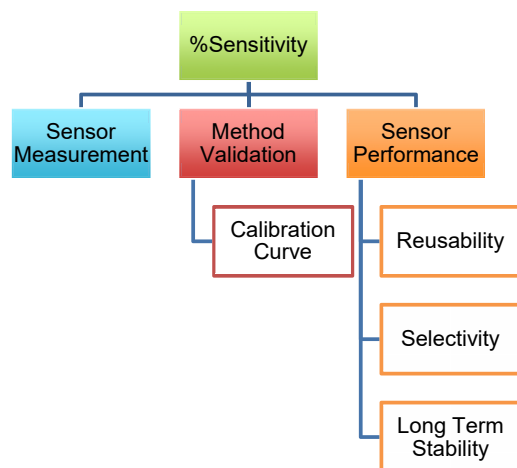 %Sensitivity
Sensor
Measurement
Method
Validation
Sensor
Performance
Calibration
Curve
Reusability
Selectivity
Long Term
Stability